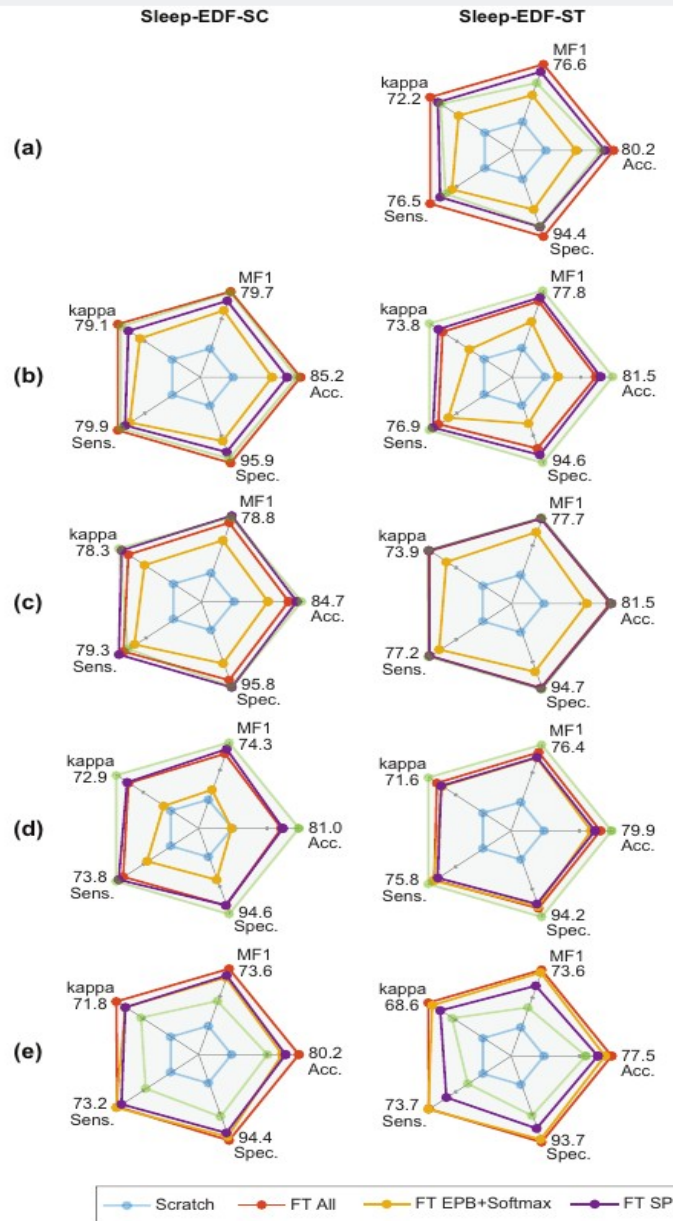 Sleep-EDF-SC Sleep-EDF-ST
(a)
MF1
76.6
kappa
72.2
80.2
Acc.
76.5
Sens.
94.4
Spec.
(b)
MF1
79.7
kappa
79.1
85.2
Acc.
79.9
Sens.
95.9
Spec.
MF1
77.8
kappa
73.8
81.5
Acc.
76.9
Sens.
94.6
Spec.
(c)
MF1
78.8
kappa
78.3
84.7
Acc.
79.3
Sens.
95.8
Spec.
MF1
77.7
kappa
73.9
81.5
Acc.
77.2
Sens.
94.7
Spec.
(d)
MF1
74.3
kappa
72.9
81.0
Acc.
73.8
Sens.
94.6
Spec.
MF1
76.4
kappa
71.6
79.9
Acc.
75.8
Sens.
94.2
Spec.
(e)
MF1
73.6
kappa
71.8
80.2
Acc.
73.2
Sens.
94.4
Spec.
MF1
73.6
kappa
68.6
77.5
Acc.
73.7
Sens.
93.7
Spec.
Scratch FT All FT EPB+Softmax FT SP